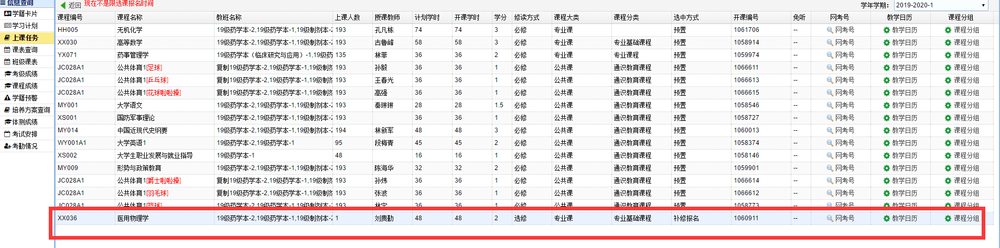 信息查询
学籍卡片
学习计划
上课任务
课表查询
班级课表
考级成绩
课程成绩
学籍预警
培养方案查询
体测成绩
考试安排
考勤情况
返回 现在不是限选课报名时间 学年学期： 2019-2020-1
课程编号 课程名称 教班名称 上课人数 授课教师 计划学时 开课学时 学分 修读方式 课程大类 课程分类 选中方式 开课编号 免听 网考号 教学日历 课程分组
HH005 无机化学 19级药学本-2,19级药学本-1,19级制剂本-2 193 孔凡栋 74 74 3 必修 专业课 预置 1061706 -- 网考号 教学日历 课程分组
XX030 高等数学 19级药学本-2,19级药学本-1,19级制剂本-2 193 古鲁峰 58 58 3 必修 专业课 专业基础课程 预置 1058914 -- 网考号 教学日历 课程分组
YX071 药事管理学 19级药学本（临床研究与应用）-1,19级药 135 林菲 36 36 2 必修 专业课 专业课程 预置 1059974 -- 网考号 教学日历 课程分组
JC028A1 公共体育1[足球] 复制19级药学本-2,19级药学本-1,19级制剂 193 孙毅 36 36 1 必修 公共课 通识教育课程 预置 1066611 -- 网考号 教学日历 课程分组
JC028A1 公共体育1[乒乓球] 复制19级药学本-2,19级药学本-1,19级制剂 193 王春光 36 36 1 必修 公共课 通识教育课程 预置 1066613 -- 网考号 教学日历 课程分组
JC028A1 公共体育1[花球啦啦操] 复制19级药学本-2,19级药学本-1,19级制剂 193 高强 36 36 1 必修 公共课 通识教育课程 预置 1066615 -- 网考号 教学日历 课程分组
MY001 大学语文 19级药学本-2,19级药学本-1,19级制剂本-2 193 秦琳琳 28 28 1.5 必修 公共课 通识教育课程 预置 1058546 -- 网考号 教学日历 课程分组
XS001 国防军事理论 19级药学本-2,19级药学本-1,19级制剂本-2 193 36 36 1 必修 公共课 通识教育课程 预置 1058727 -- 网考号 教学日历 课程分组
MY014 中国近现代史纲要 19级药学本-2,19级药学本-1,19级制剂本-2 194 林新军 48 48 3 必修 公共课 通识教育课程 预置 1060013 -- 网考号 教学日历 课程分组
WY001A1 大学英语1 19级药学本-2,19级药学本-1 95 段梅青 45 45 2 必修 公共课 通识教育课程 预置 1058374 -- 网考号 教学日历 课程分组
XS002 大学生职业发展与就业指导 19级药学本-1 48 16 16 1 必修 公共课 通识教育课程 预置 1058146 -- 网考号 教学日历 课程分组
MY009 形势与政策教育 19级药学本-2,19级药学本-1,19级制剂本-2 193 陈海华 32 32 2 必修 公共课 通识教育课程 预置 1059901 -- 网考号 教学日历 课程分组
JC028A1 公共体育1[爵士啦啦操] 复制19级药学本-2,19级药学本-1,19级制剂 193 孙炜 36 36 1 必修 公共课 通识教育课程 预置 1066614 -- 网考号 教学日历 课程分组
JC028A1 公共体育1[羽毛球] 复制19级药学本-2,19级药学本-1,19级制剂 193 张波 36 36 1 必修 公共课 通识教育课程 预置 1066612 -- 网考号 教学日历 课程分组
JC028A1 公共体育1[篮球] 复制19级药学本-2,19级药学本-1,19级制剂 193 36 36 1 必修 公共课 通识教育课程 预置 1058773 -- 网考号 教学日历 课程分组
XX036 医用物理学 19级药学本-2,19级药学本-1,19级制剂本-2 1 刘贵勤 48 48 2 选修 专业课 专业基础课程 补修报名 1060911 -- 网考号 教学日历 课程分组